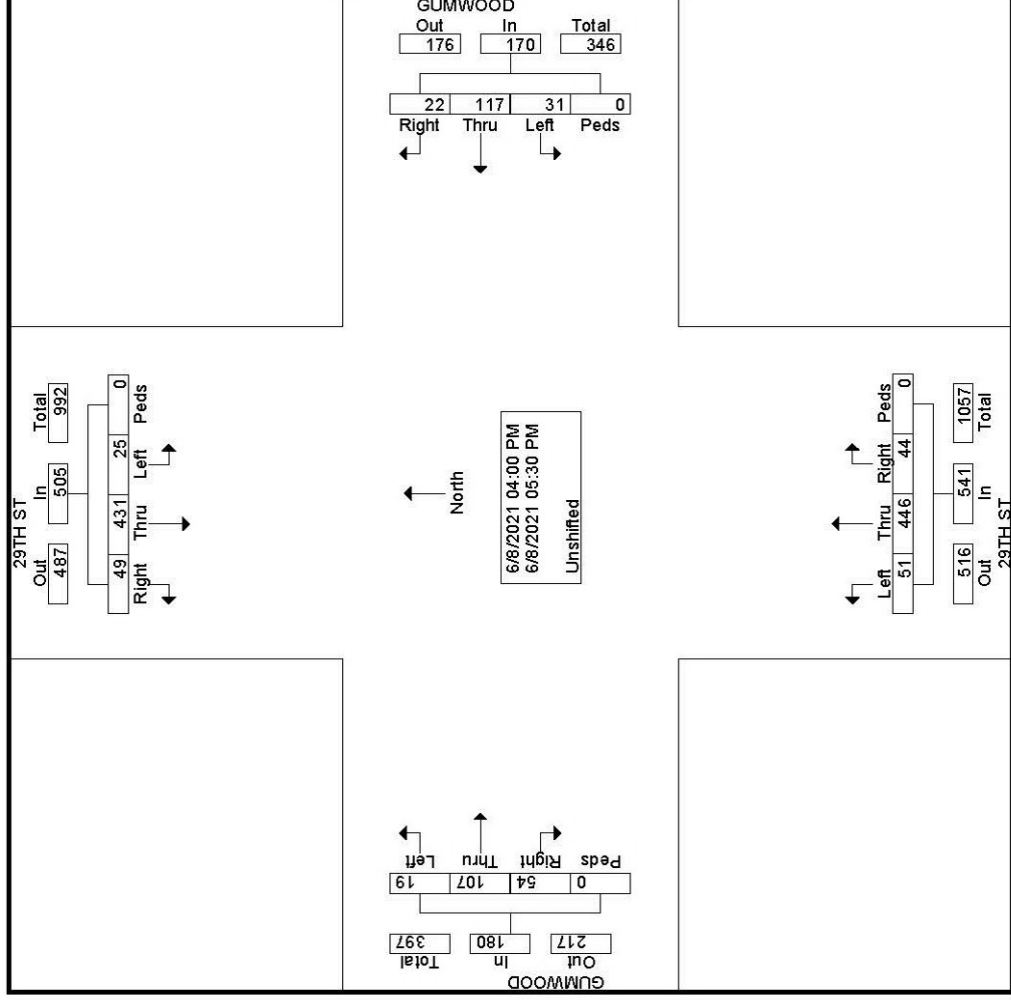 GUMWOOD
Out In Total
176 170 346
22 117 31 0
Right Thru Left Peds
29TH ST
Out In Total
487 505 992
49 431 25 0
Right Thru Left Peds
North
6/8/2021 04:00 PM
6/8/2021 05:30 PM
Unshifted
Left Thru Right Peds
51 446 44 0
516 541 1057
Out In Total
29TH ST
Left Thru Right Peds
19 107 54 0
397 180 217
Total In Out
GUMWOOD